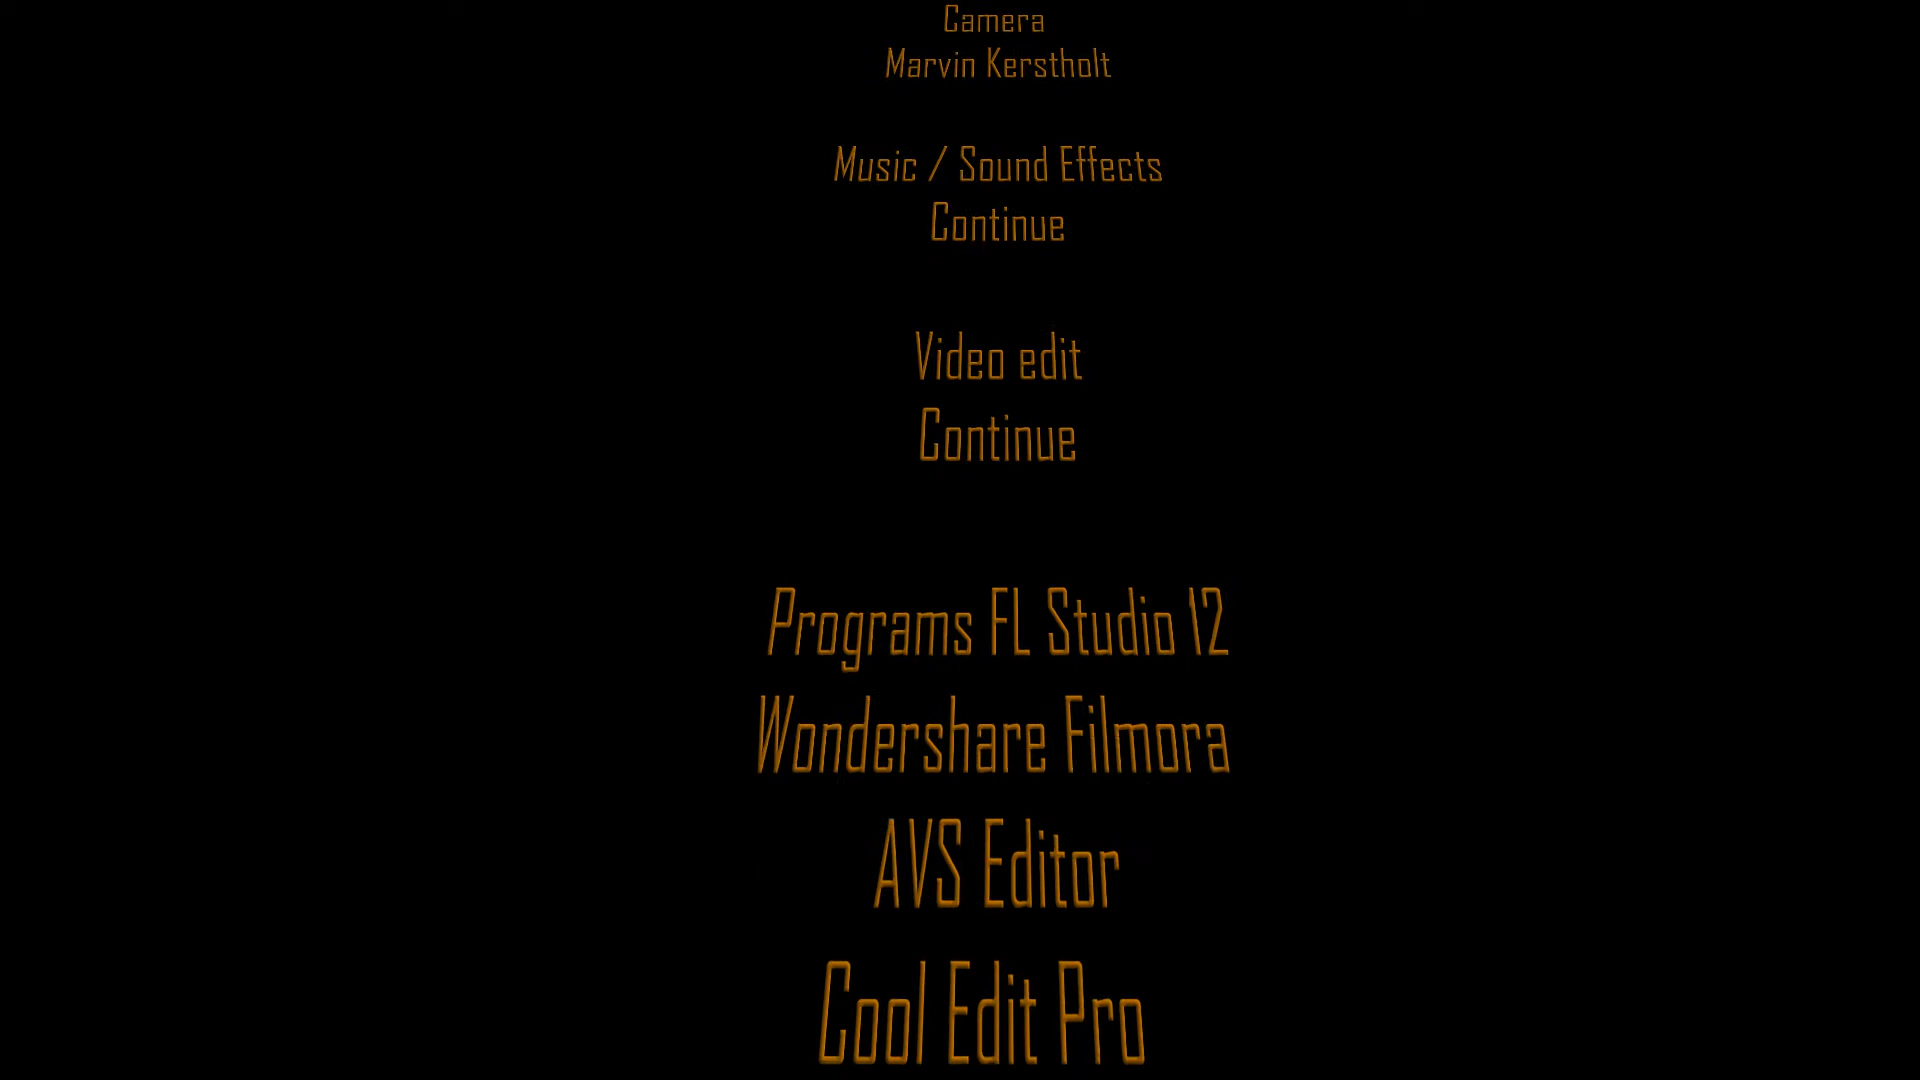 Camera
Marvin Kerstholt
Music / Sound Effects
Continue
Video edit
Continue
Programs FL Studio 12
Wondershare Filmora
AVS Editor
Cool Edit Pro